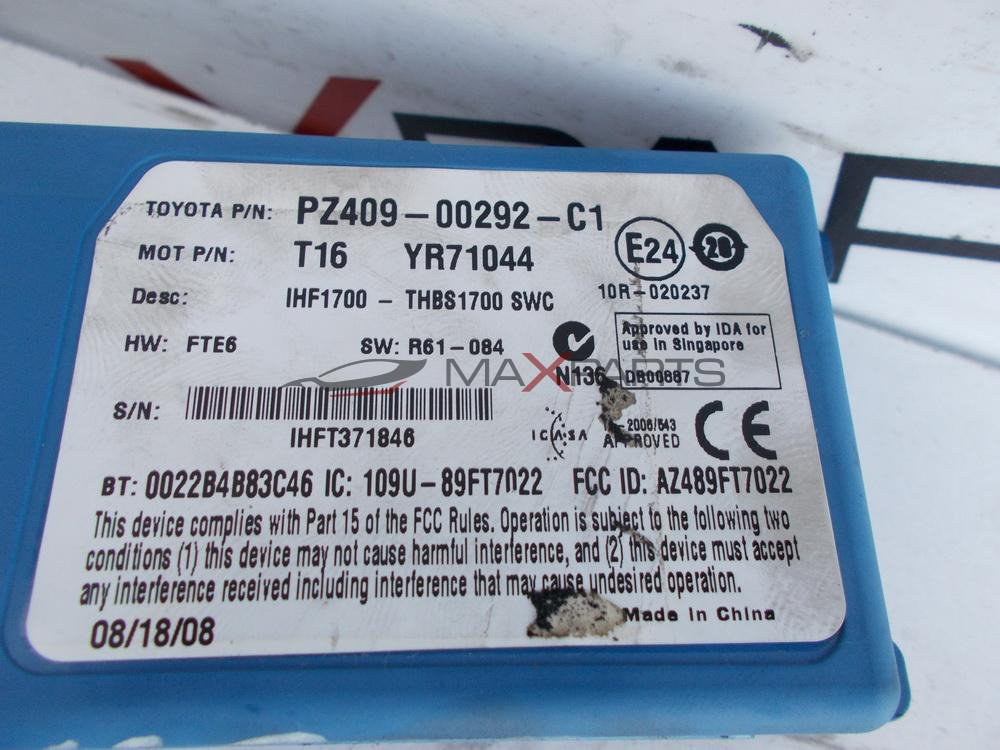 TOYOTA P/N: PZ409-00292-C1
MOT P/N: T16 YR71044
E24 20
Desc: IHF1700 - THBS1700 SWC
10R-020237
HW: FTE6 SW: R61-084
N136
Approved by IDA for
use in Singapore
DB00887
MAXPARTS
S/N:
IHFT371846
ICASA
2006/543
APPROVED
CE
BT: 0022B4B83C46 IC: 109U-89FT7022 FCC ID: AZ489FT7022
This device complies with Part 15 of the FCC Rules. Operation is subject to the following two
conditions (1) this device may not cause harmful interference, and (2) this device must accept
any interference received including interference that may cause undesired operation.
08/18/08
Made in China